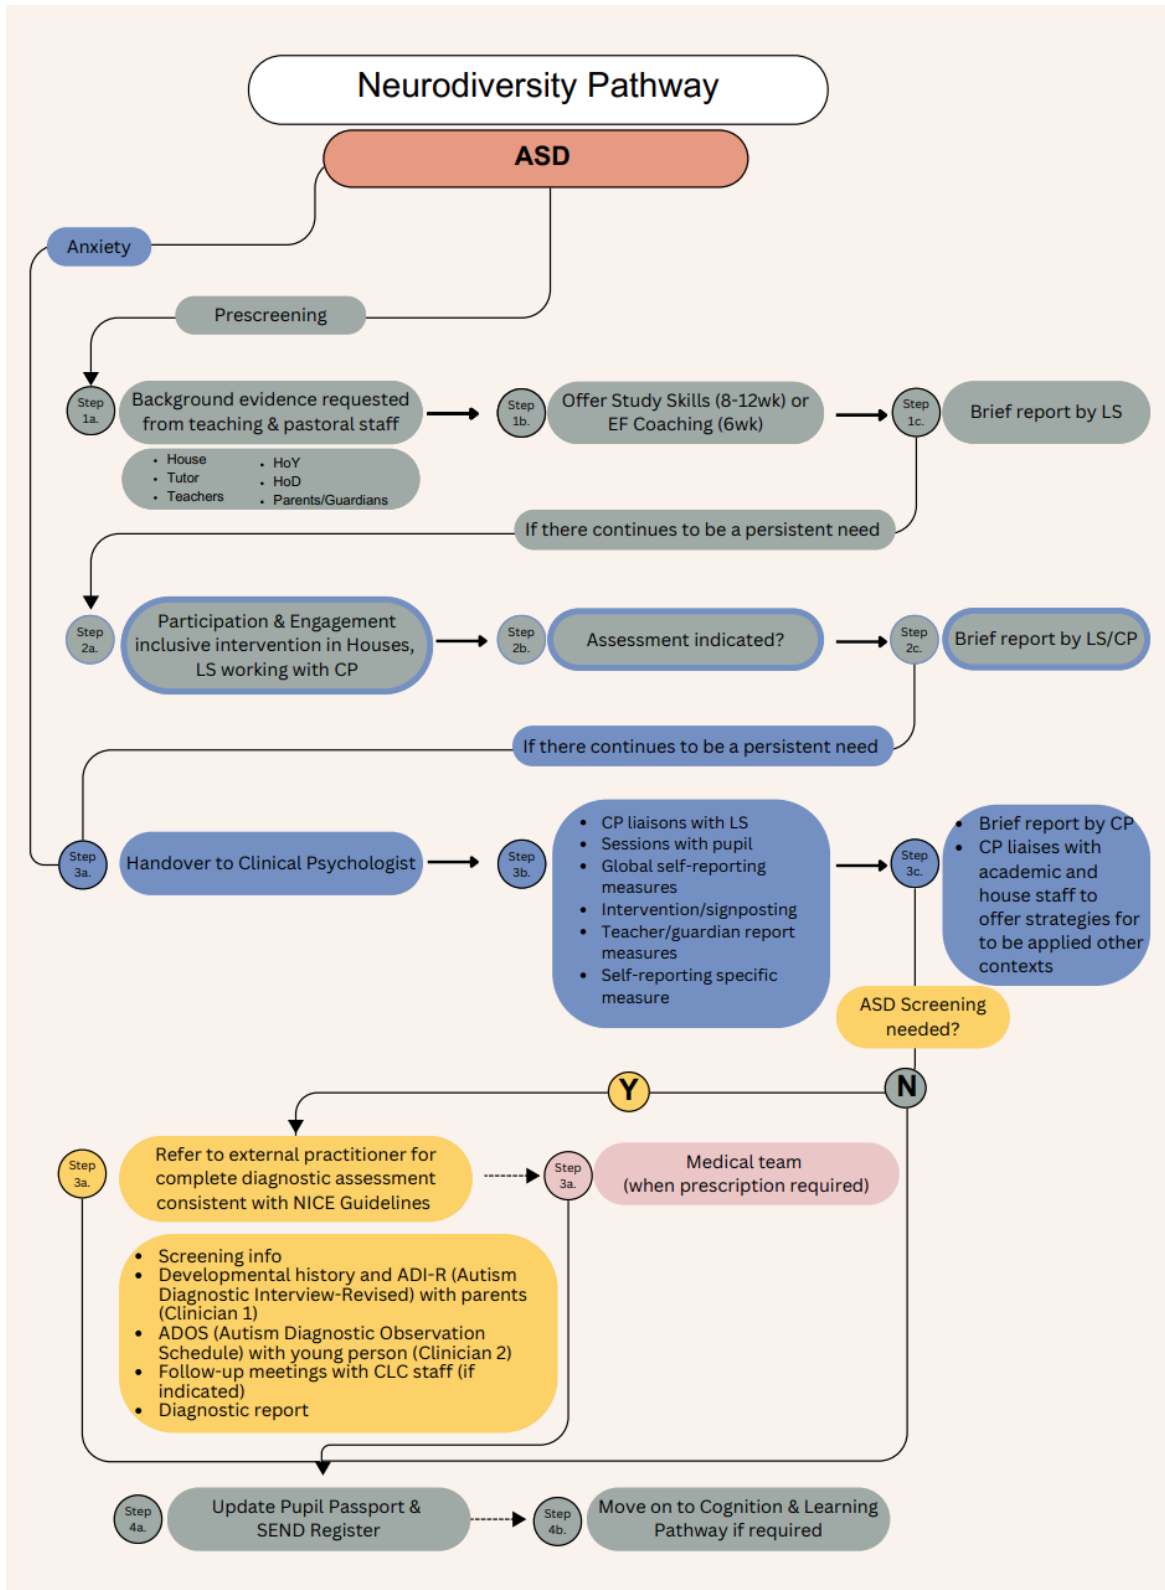 Neurodiversity Pathway
ASD
Anxiety
Prescreening
Step
1a.
Background evidence requested
from teaching & pastoral staff
• House
• Tutor
• Teachers
• HoY
• HoD
• Parents/Guardians
Step
1b.
Offer Study Skills (8-12wk) or
EF Coaching (6wk)
Step
1c.
Brief report by LS
If there continues to be a persistent need
Step
2a.
Participation & Engagement
inclusive intervention in Houses,
LS working with CP
Step
2b.
Assessment indicated?
Step
2c.
Brief report by LS/CP
If there continues to be a persistent need
Step
3a.
Handover to Clinical Psychologist
Step
3b.
• CP liaisons with LS
• Sessions with pupil
• Global self-reporting
measures
• Intervention/signposting
• Teacher/guardian report
measures
• Self-reporting specific
measure
Step
3c.
• Brief report by CP
• CP liaises with
academic and
house staff to
offer strategies for
to be applied other
contexts
ASD Screening
needed?
Y
N
Step
3a.
Refer to external practitioner for
complete diagnostic assessment
consistent with NICE Guidelines
Step
3a.
Medical team
(when prescription required)
• Screening info
• Developmental history and ADI-R (Autism
Diagnostic Interview-Revised) with parents
(Clinician 1)
• ADOS (Autism Diagnostic Observation
Schedule) with young person (Clinician 2)
• Follow-up meetings with CLC staff (if
indicated)
• Diagnostic report
Step
4a.
Update Pupil Passport &
SEND Register
Step
4b.
Move on to Cognition & Learning
Pathway if required